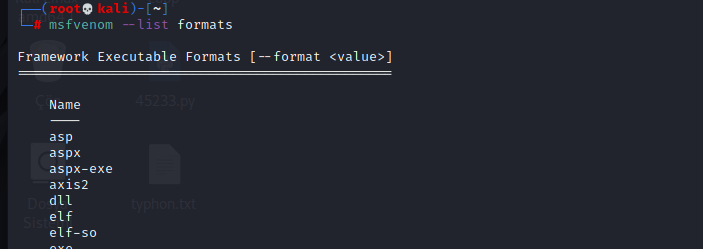 ┌──(root💀kali)-[~]
└─# msfvenom --list formats
Framework Executable Formats [--format <value>]
===============================================
Name
----
asp
aspx
aspx-exe
axis2
dll
elf
elf-so
exe
45233.py
typhon.txt